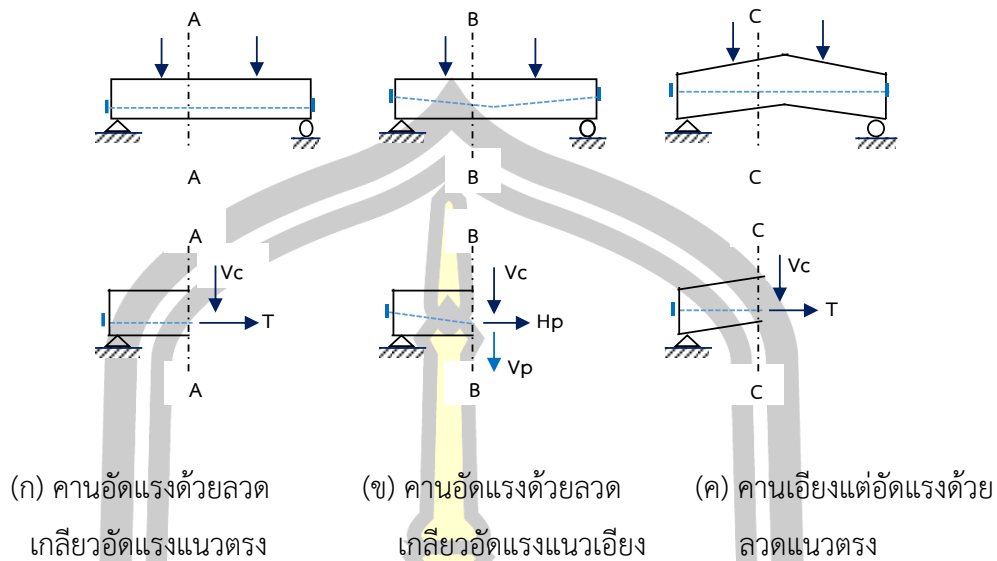 A B C
A B C
A B C
Vc Vc Vc
T Hp T
Vp
A B C
(ก) คานอัดแรงด้วยลวด (ข) คานอัดแรงด้วยลวด (ค) คานเอียงแต่อัดแรงด้วย
เกลียวอัดแรงแนวตรง เกลียวอัดแรงแนวเอียง ลวดแนวตรง